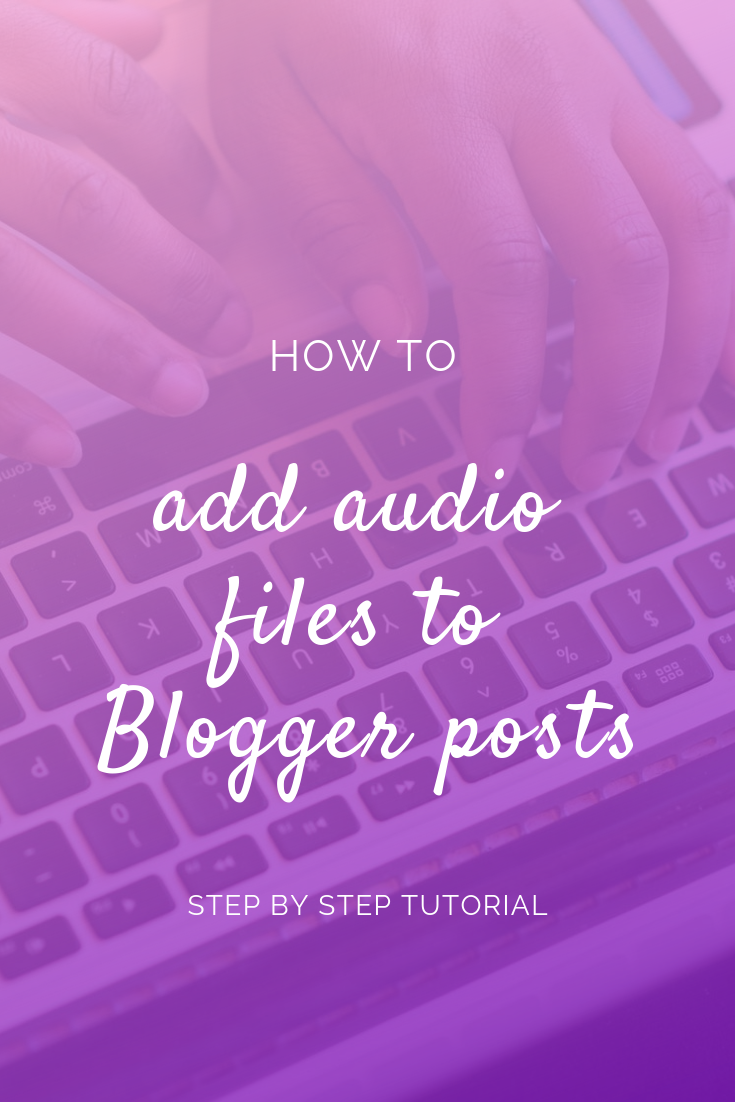 HOW TO
add audio
files to
Blogger posts
STEP BY STEP TUTORIAL